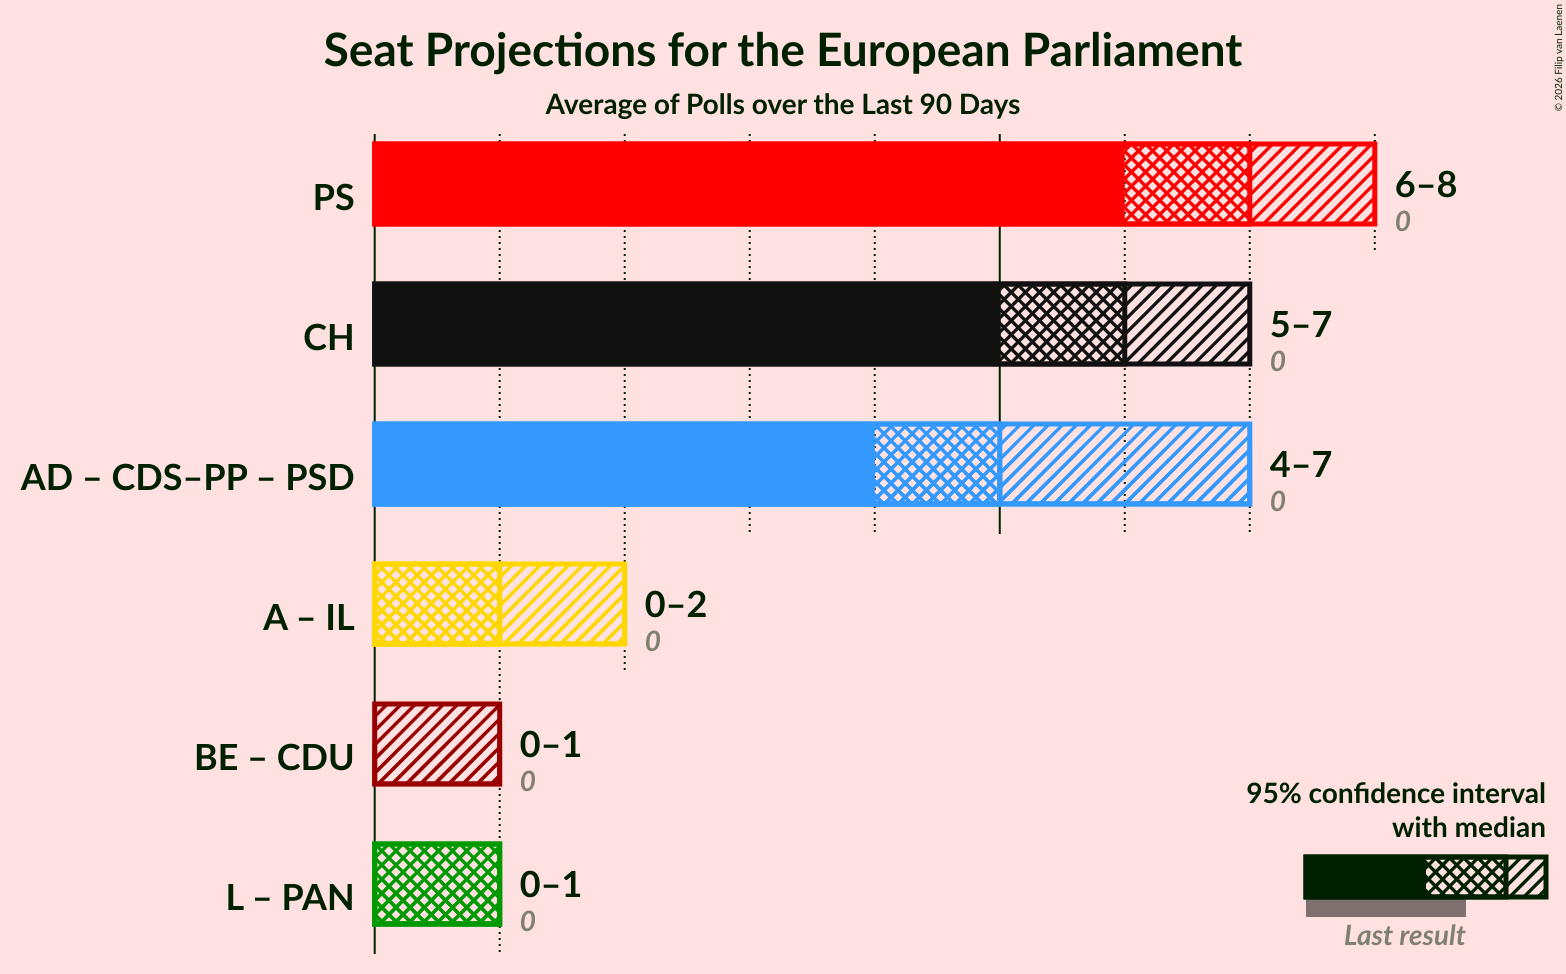 Seat Projections for the European Parliament
Average of Polls over the Last 90 Days
© 2026 Filip van Laenen
PS
6–8
0
CH
5–7
0
AD – CDS–PP – PSD
4–7
0
A – IL
0–2
0
BE – CDU
0–1
0
L – PAN
0–1
0
95% confidence interval
with median
Last result